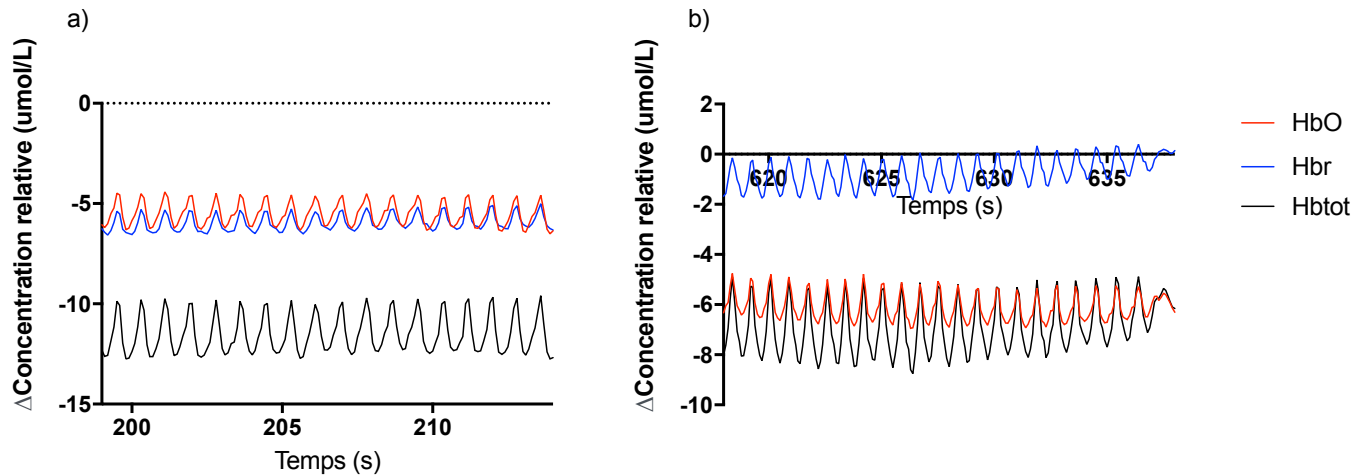 a)
ΔConcentration relative (umol/L)
0
-5
-10
-15
200
205
210
Temps (s)
b)
ΔConcentration relative (umol/L)
2
0
-2
-4
-6
-8
-10
620
625
630
635
Temps (s)
HbO
Hbr
Hbtot